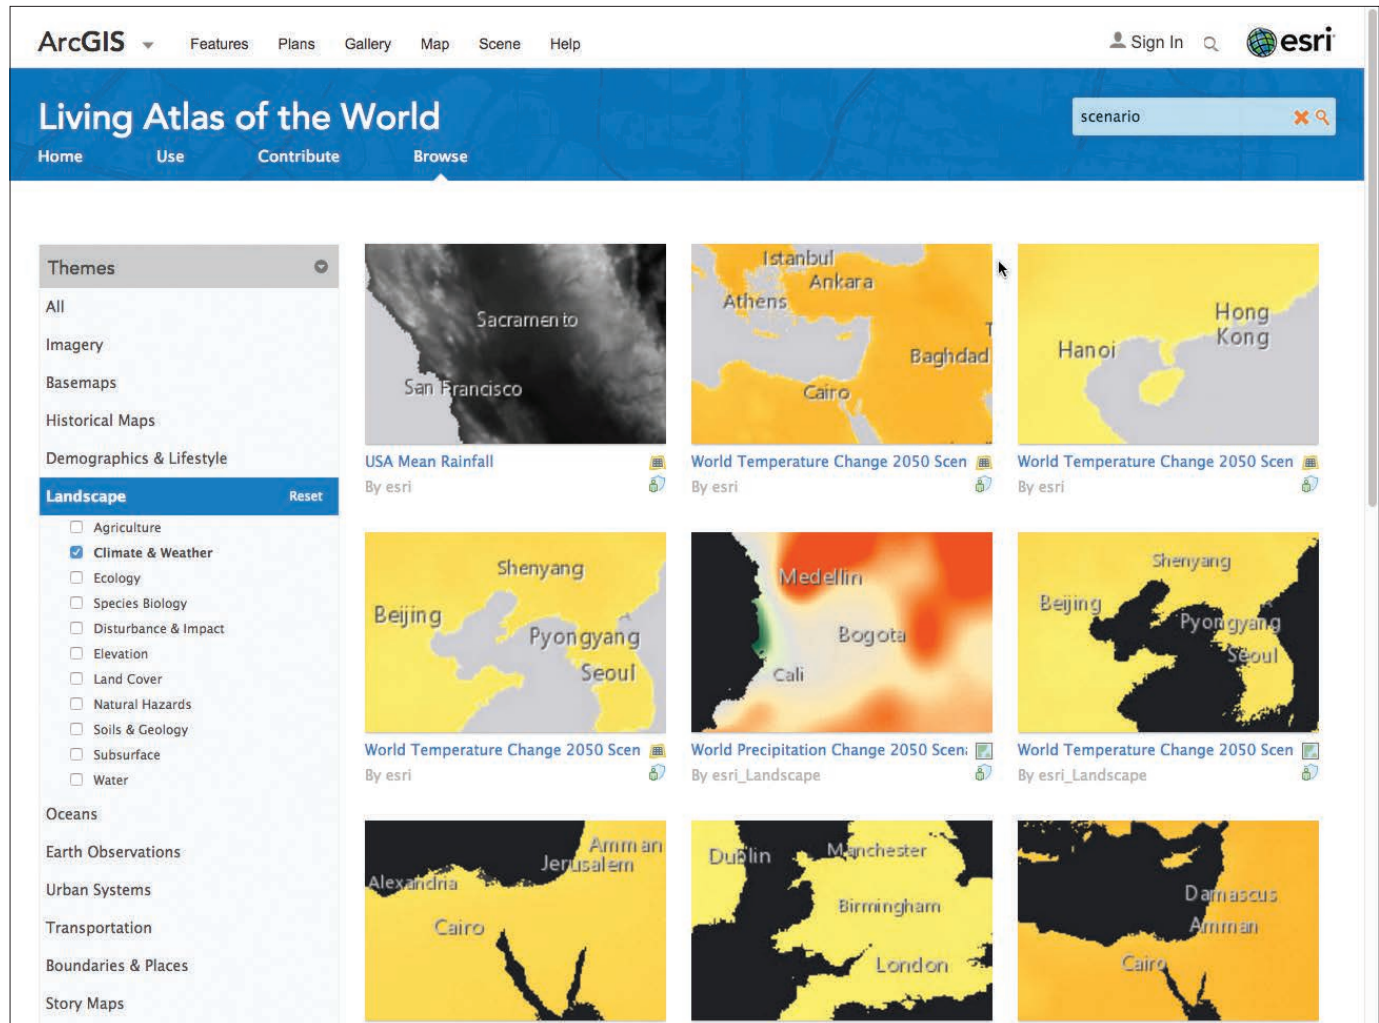 ArcGIS Features Plans Gallery Map Scene Help Sign In esri
Living Atlas of the World
scenario
Home Use Contribute Browse
Themes
All
Imagery
Basemaps
Historical Maps
Demographics & Lifestyle
Landscape Reset
Agriculture
Climate & Weather
Ecology
Species Biology
Disturbance & Impact
Elevation
Land Cover
Natural Hazards
Soils & Geology
Subsurface
Water
Oceans
Earth Observations
Urban Systems
Transportation
Boundaries & Places
Story Maps
Sacramento
San Francisco
USA Mean Rainfall
By esri
Istanbul
Ankara
Athens
Baghdad
Cairo
World Temperature Change 2050 Scen
By esri
Hong
Kong
Hanoi
World Temperature Change 2050 Scen
By esri
Shenyang
Beijing
Pyongyang
Seoul
World Temperature Change 2050 Scen
By esri
Medellin
Bogota
Cali
World Precipitation Change 2050 Scen
By esri_Landscape
Shenyang
Beijing
Pyongyang
Seoul
World Temperature Change 2050 Scen
By esri_Landscape
Amman
Jerusalem
Alexandria
Cairo
Dublin
Manchester
Birmingham
London
Damascus
Amman
Cairo